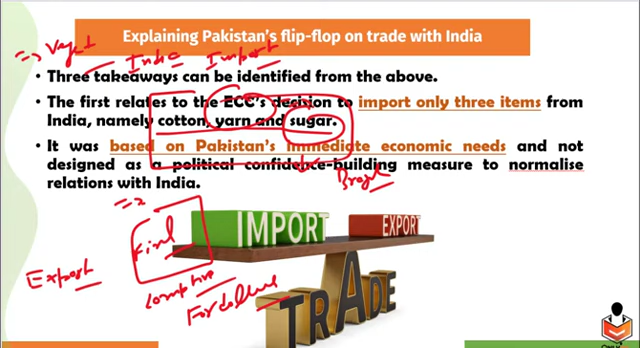 Explaining Pakistan's flip-flop on trade with India
India Import
• Three takeaways can be identified from the above.
• The first relates to the ECC's decision to import only three items from
India, namely cotton, yarn and sugar.
• It was based on Pakistan's immediate economic needs and not
designed as a political confidence-building measure to normalise
relations with India.
IMPORT
EXPORT
Export
TRADE